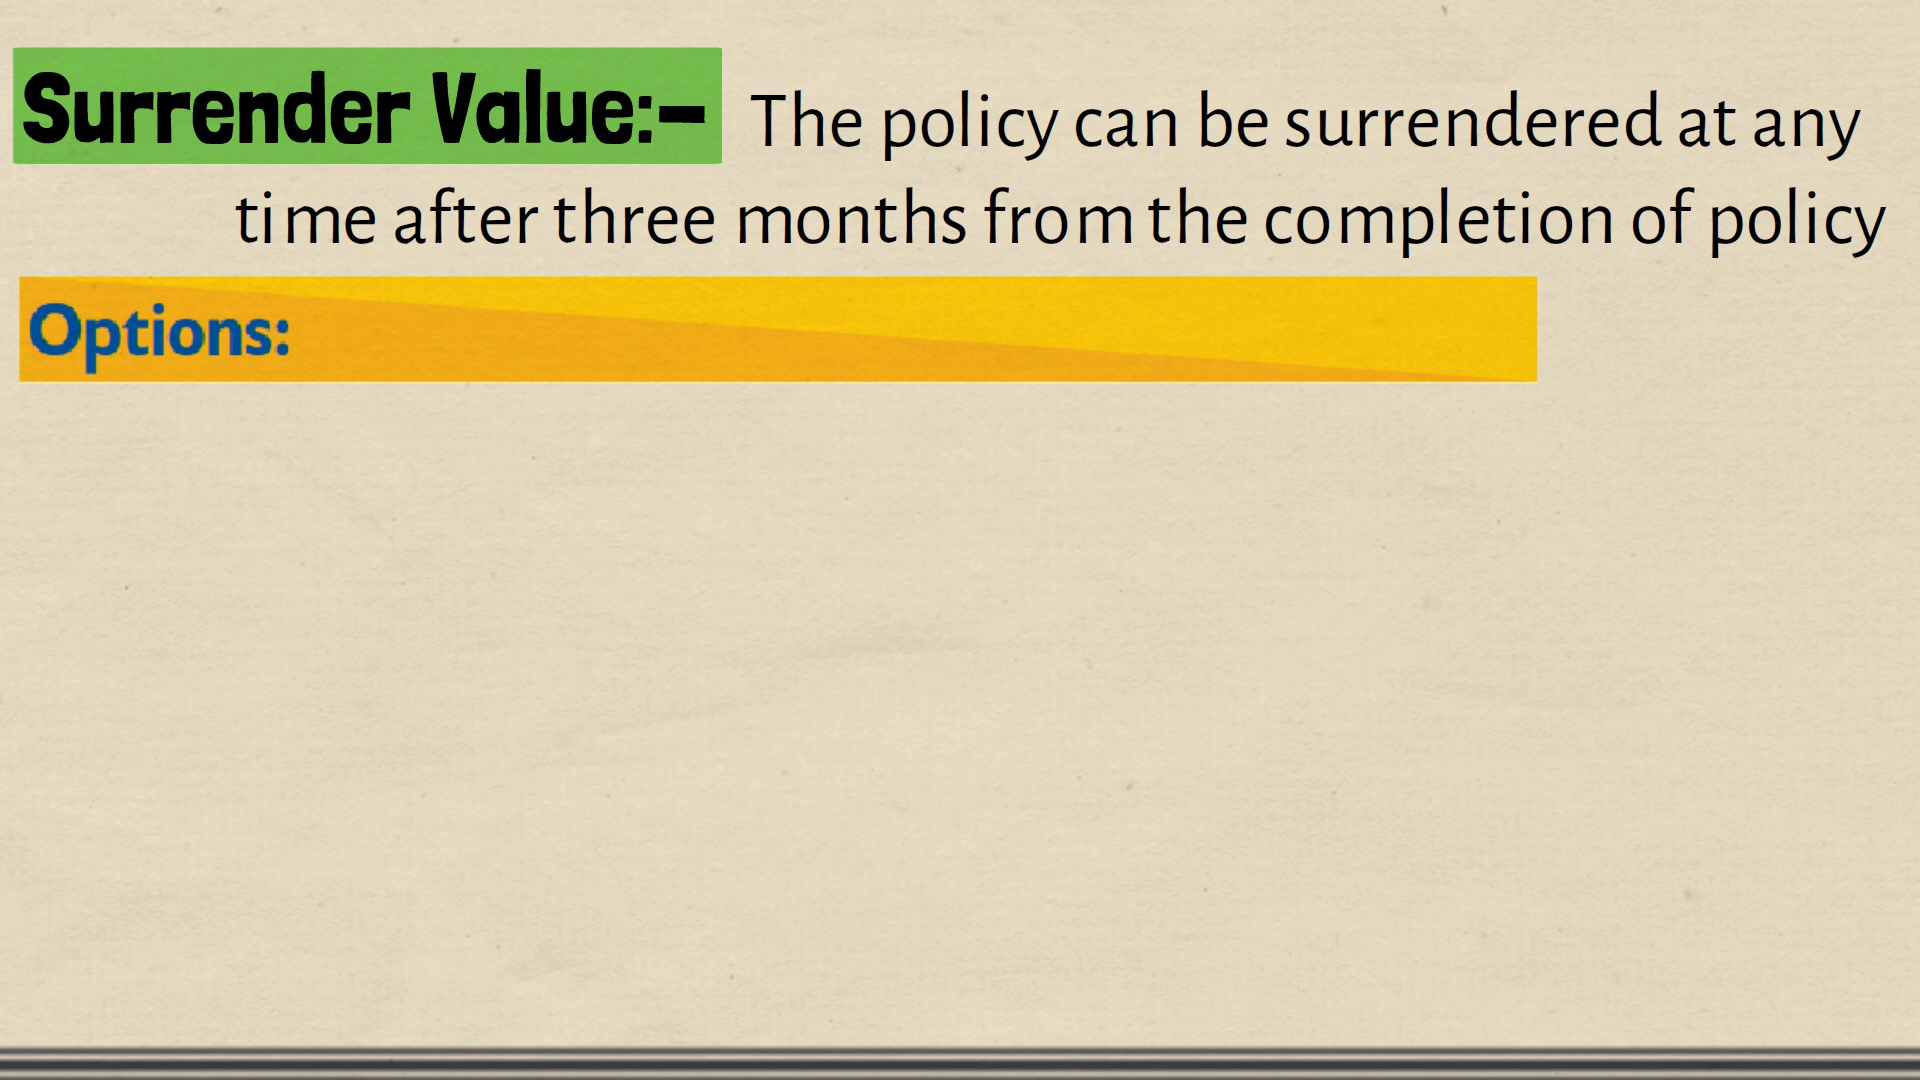 Surrender Value:- The policy can be surrendered at any
time after three months from the completion of policy
Options: